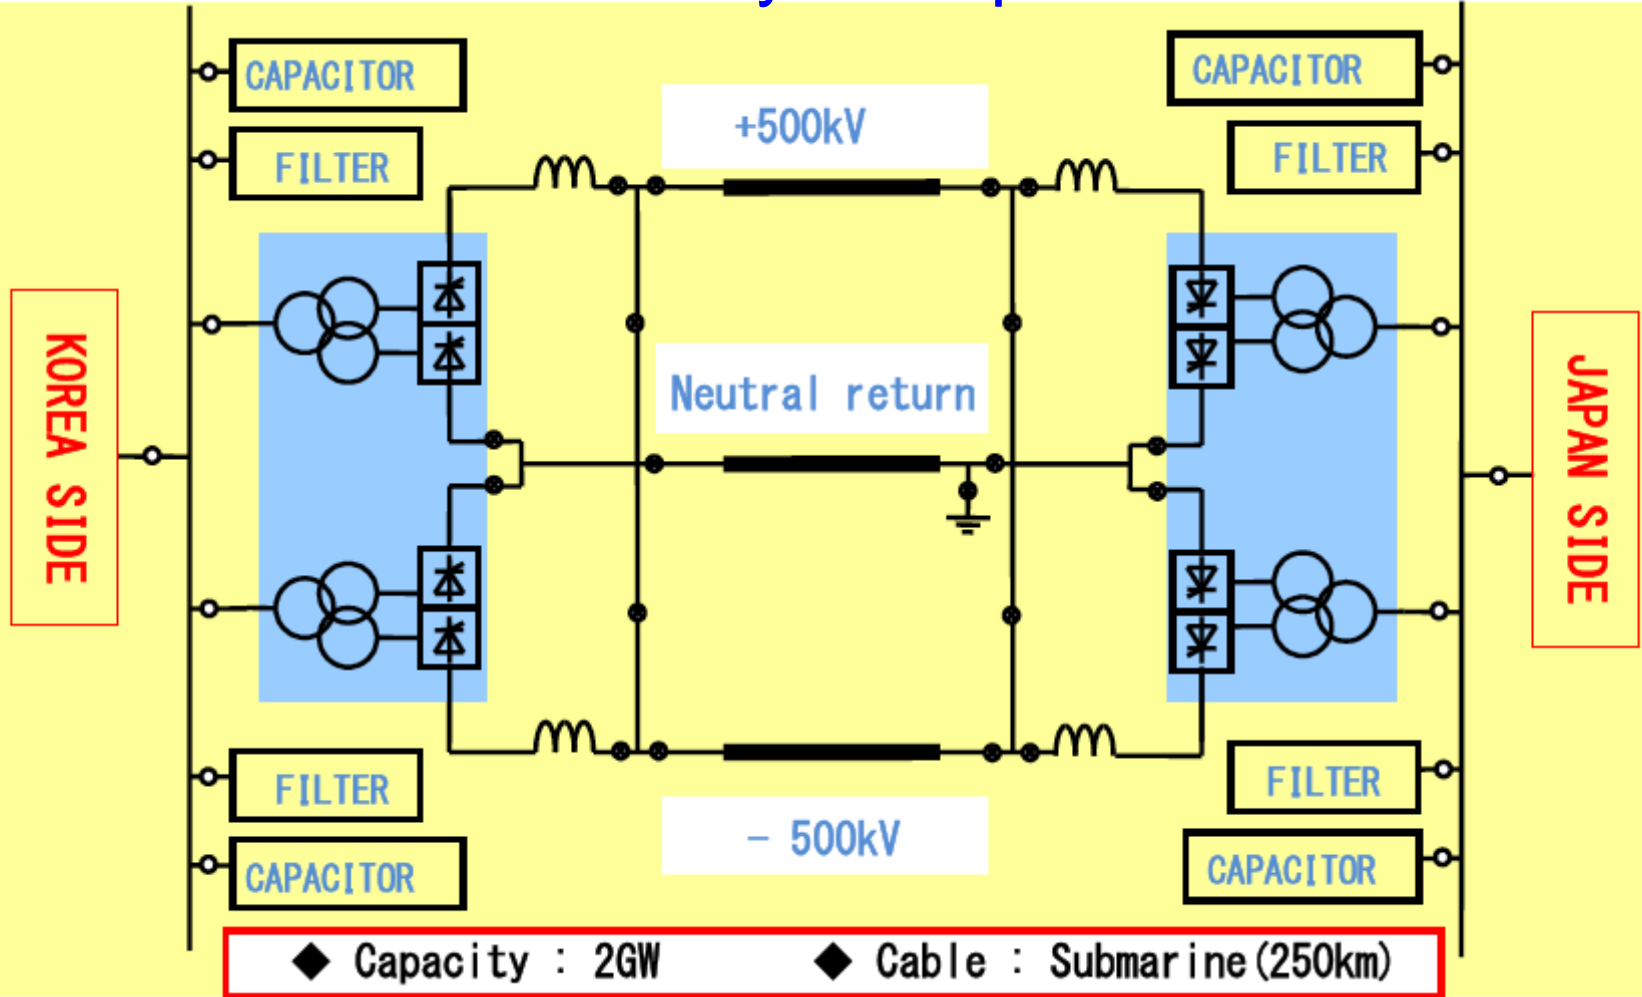 CAPACITOR
CAPACITOR
+500kV
FILTER
FILTER
KOREA SIDE
Neutral return
JAPAN SIDE
FILTER
FILTER
- 500kV
CAPACITOR
CAPACITOR
◆ Capacity : 2GW
◆ Cable : Submarine(250km)